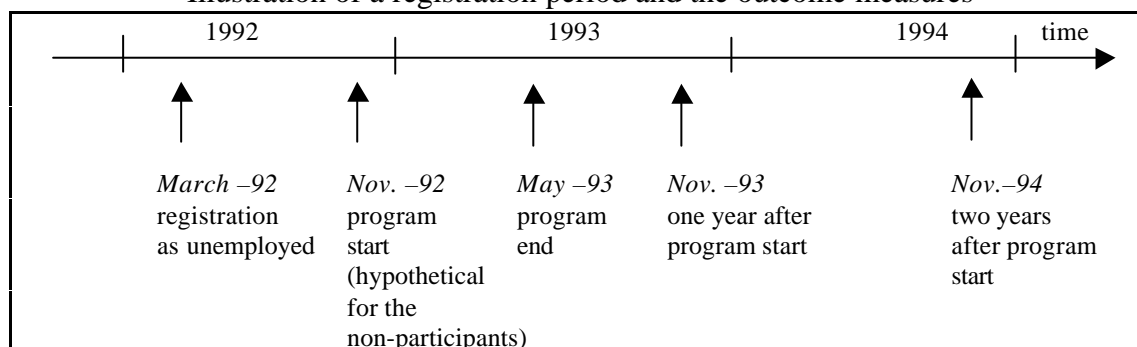 Illustration of a registration period and the outcome measures
1992 1993 1994 time
March –92
registration
as unemployed
Nov. –92
program
start
(hypothetical
for the
non-participants)
May –93
program
end
Nov. –93
one year after
program start
Nov.–94
two years
after program
start